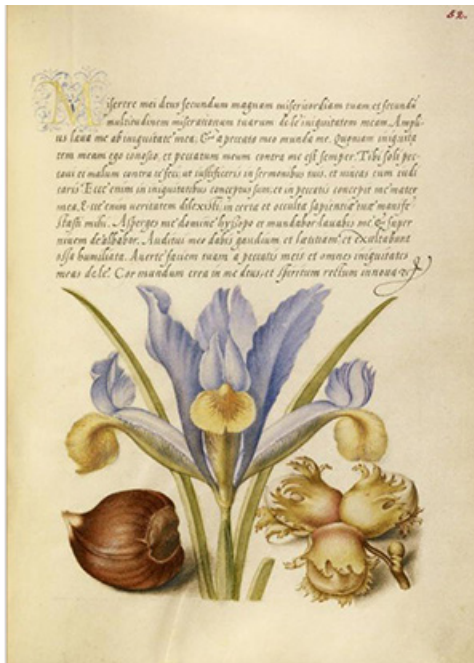 52.
Miserere mei deus secundum magnam misericordiam tuam, et secundū
multitudinem miserationum tuarum dele iniquitatem meam. Ampli-
us laua me ab iniquitate mea, & a peccato meo munda me. Quoniam iniquita
tem meam ego conosco, et peccatum meum contra me est semper. Tibi soli pec-
caui et malum contra te feci, ut iustificeris in sermonibus tuis, et uincas cum iudi
caris Ecce enim in iniquitatibus conceptus sum, et in peccatis concepit me mater
mea, Ecce enim ueritatem dilexisti, in certa et occulta sapientiæ tuæ manife
stasti mihi. Asperges me domine hysopo et mundabor lauabis me & super
niuem dealbabor. Auditui meo dabis gaudium et lætitiam, et exultabunt
ossa humiliata. Auerte faciem tuam a peccatis meis et omnes iniquitates
meas dele. Cor mundum crea in me deus, et spiritum rectum innoua